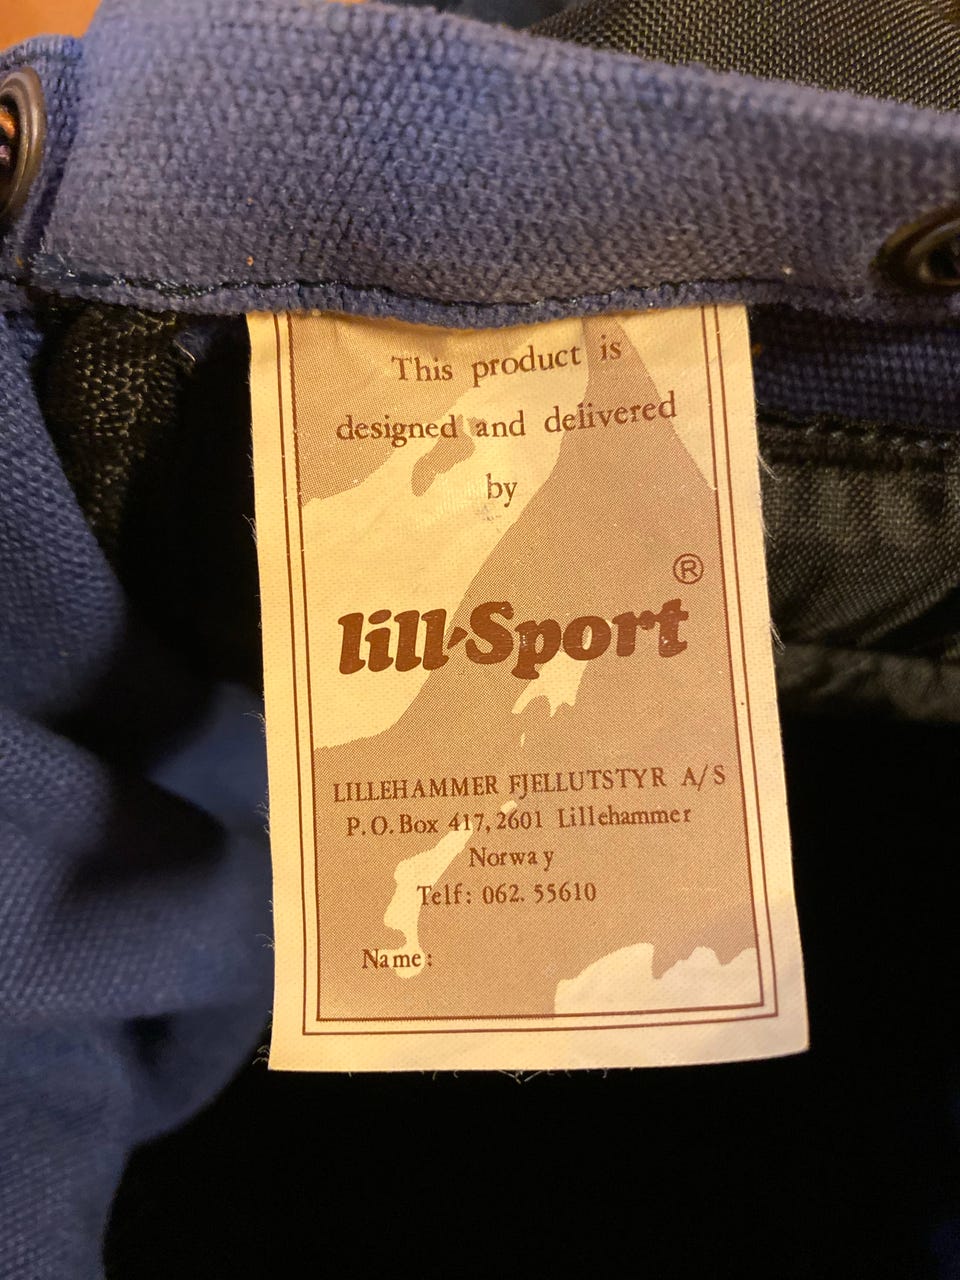 This product is
designed and delivered
by
lill-Sport ®
LILLEHAMMER FJELLUTSTYR A/S
P.O.Box 417, 2601 Lillehammer
Norway
Telf: 062. 55610
Name: